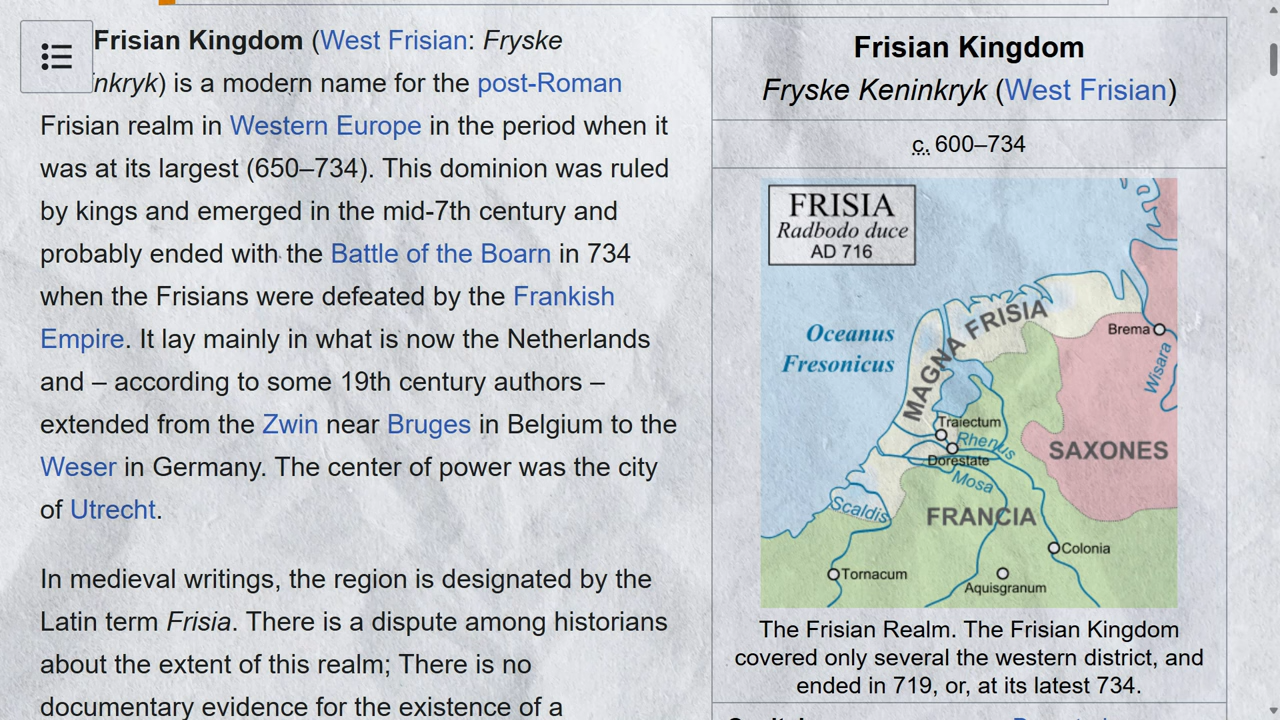 Frisian Kingdom (West Frisian: Fryske
nkryk) is a modern name for the post-Roman
Frisian realm in Western Europe in the period when it
was at its largest (650–734). This dominion was ruled
by kings and emerged in the mid-7th century and
probably ended with the Battle of the Boarn in 734
when the Frisians were defeated by the Frankish
Empire. It lay mainly in what is now the Netherlands
and – according to some 19th century authors –
extended from the Zwin near Bruges in Belgium to the
Weser in Germany. The center of power was the city
of Utrecht.
In medieval writings, the region is designated by the
Latin term Frisia. There is a dispute among historians
about the extent of this realm; There is no
documentary evidence for the existence of a
Frisian Kingdom
Fryske Keninkryk (West Frisian)
c. 600–734
FRISIA
Radbodo duce
AD 716
Oceanus
Fresonicus
MAGNA FRISIA
Brema
Wisara
Traiectum
Rhenus
Dorestate
Mosa
SAXONES
Scaldis
FRANCIA
Colonia
Tornacum
Aquisgranum
The Frisian Realm. The Frisian Kingdom
covered only several the western district, and
ended in 719, or, at its latest 734.